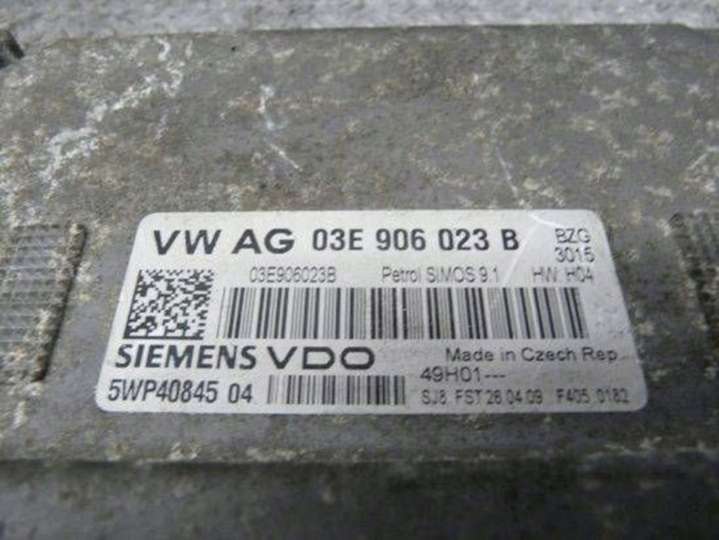 VW AG 03E 906 023 B BZG
3015
03E906023B Petrol SIMOS 9.1 HW H04
SIEMENS VDO Made in Czech Rep
49H01---
5WP40845 04 SJ8. FST 26.04.09 F405 0182